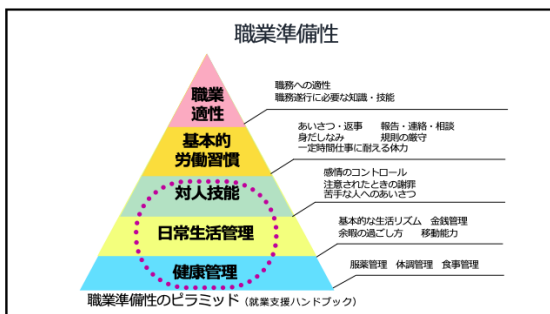 職業準備性
職業
適性
職務への適性
職務遂行に必要な知識・技能
基本的
労働習慣
あいさつ・返事　報告・連絡・相談
身だしなみ　規則の厳守
一定時間仕事に耐える体力
対人技能
感情のコントロール
注意されたときの謝罪
苦手な人へのあいさつ
日常生活管理
基本的な生活リズム　金銭管理
余暇の過ごし方　移動能力
健康管理
服薬管理　体調管理　食事管理
職業準備性のピラミッド（就業支援ハンドブック）